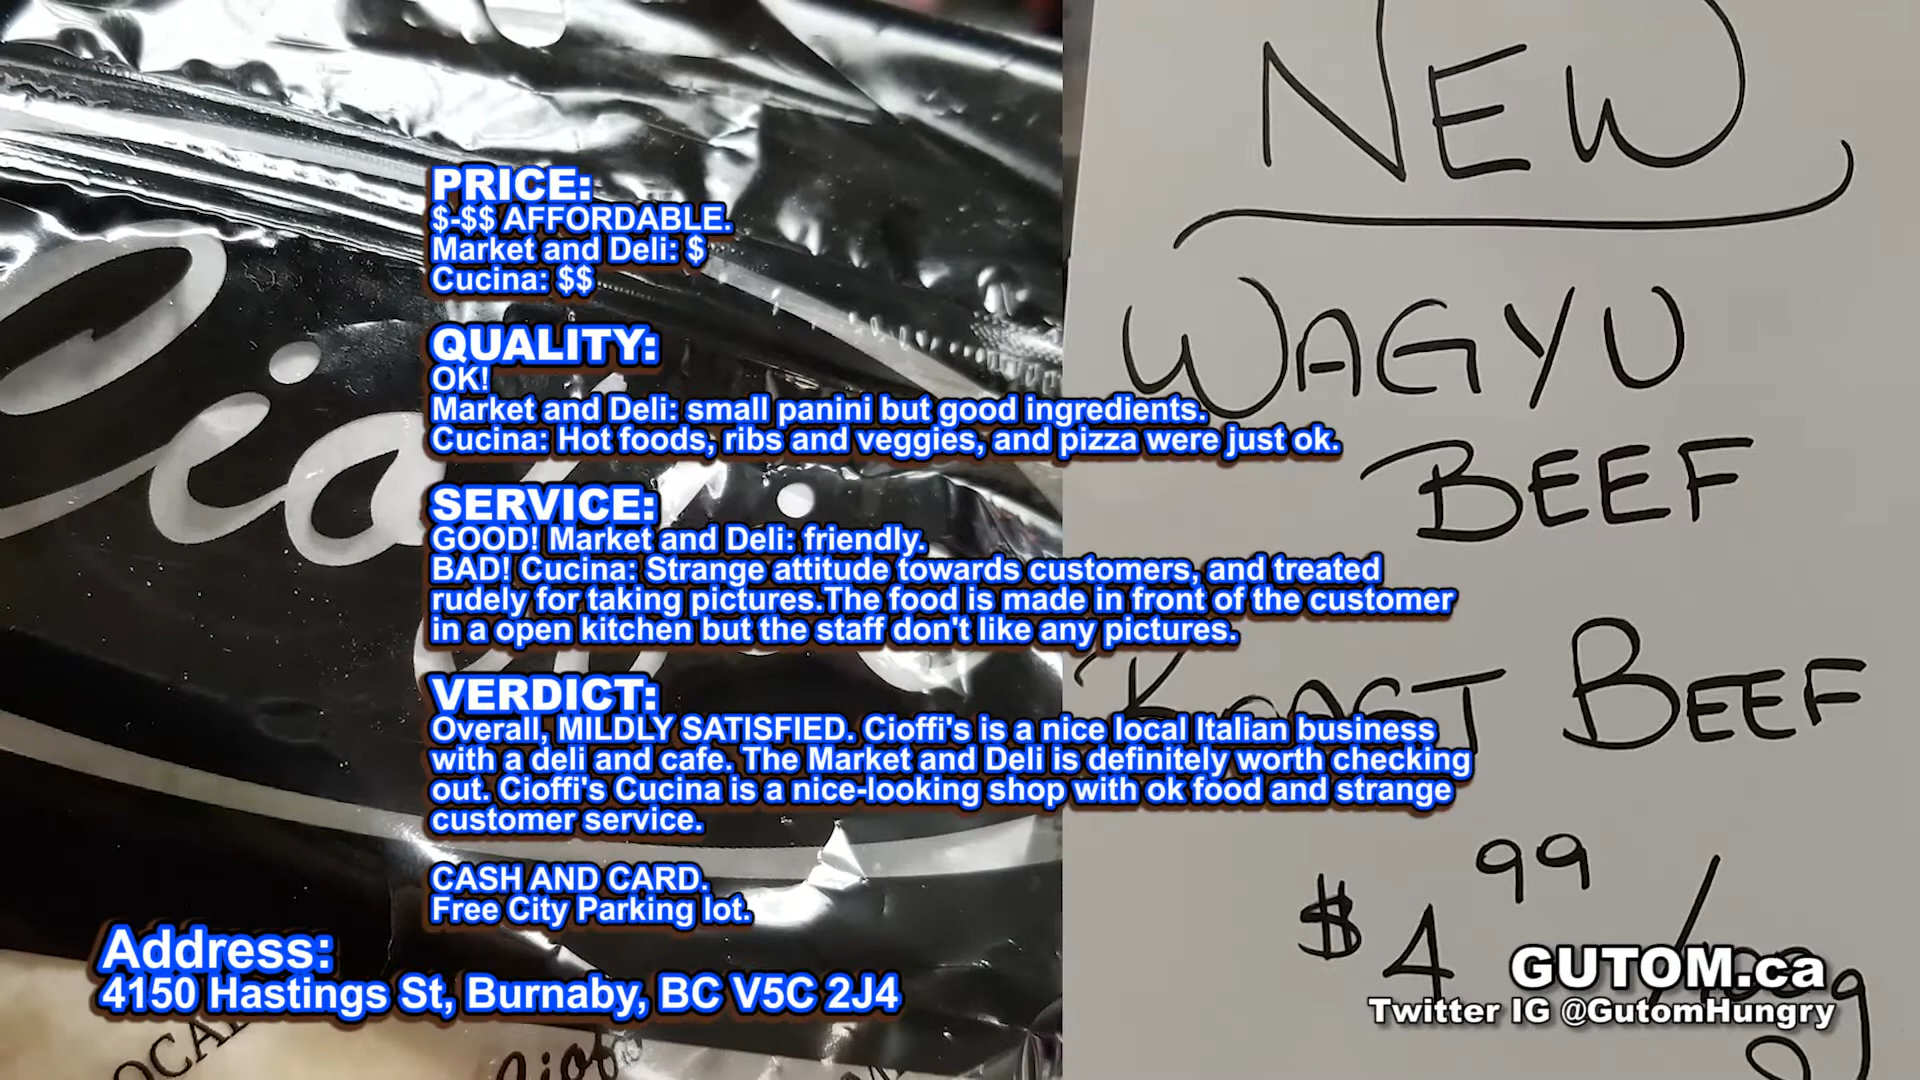 PRICE:
$-$$ AFFORDABLE.
Market and Deli: $
Cucina: $$
QUALITY:
OK!
Market and Deli: small panini but good ingredients.
Cucina: Hot foods, ribs and veggies, and pizza were just ok.
SERVICE:
GOOD! Market and Deli: friendly.
BAD! Cucina: Strange attitude towards customers, and treated
rudely for taking pictures.The food is made in front of the customer
in a open kitchen but the staff don't like any pictures.
VERDICT:
Overall, MILDLY SATISFIED. Cioffi's is a nice local Italian business
with a deli and cafe. The Market and Deli is definitely worth checking
out. Cioffi's Cucina is a nice-looking shop with ok food and strange
customer service.
CASH AND CARD.
Free City Parking lot.
Address:
4150 Hastings St, Burnaby, BC V5C 2J4
NEW
WAGYU
BEEF
ROAST BEEF
$4.99 /100g
GUTOM.ca
Twitter IG @GutomHungry